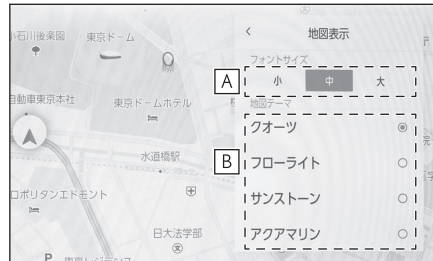 小石川後楽園
東京ドーム
自動車東京本社
東京ドームホテル
水道橋駅
ロポリタンエドモント
日大法学部
P
地図表示
フォントサイズ
A
小 中 大
地図テーマ
B
クオーツ
フローライト
サンストーン
アクアマリン